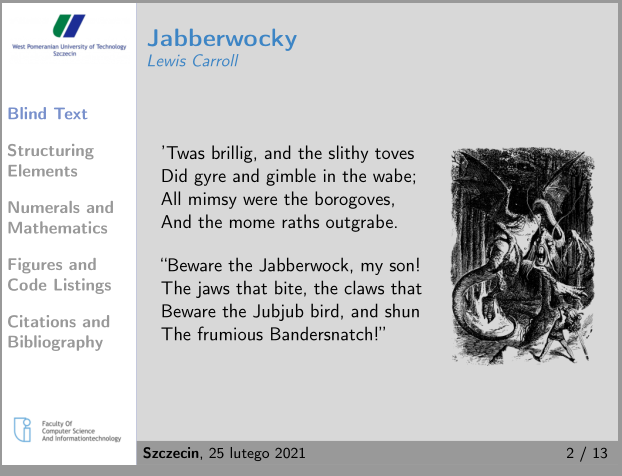 West Pomeranian University of Technology
Szczecin
Blind Text
Structuring
Elements
Numerals and
Mathematics
Figures and
Code Listings
Citations and
Bibliography
Faculty Of
Computer Science
And Informationtechnology
Jabberwocky
Lewis Carroll
’Twas brillig, and the slithy toves
Did gyre and gimble in the wabe;
All mimsy were the borogoves,
And the mome raths outgrabe.
“Beware the Jabberwock, my son!
The jaws that bite, the claws that
Beware the Jubjub bird, and shun
The frumious Bandersnatch!”
Szczecin, 25 lutego 2021
2 / 13